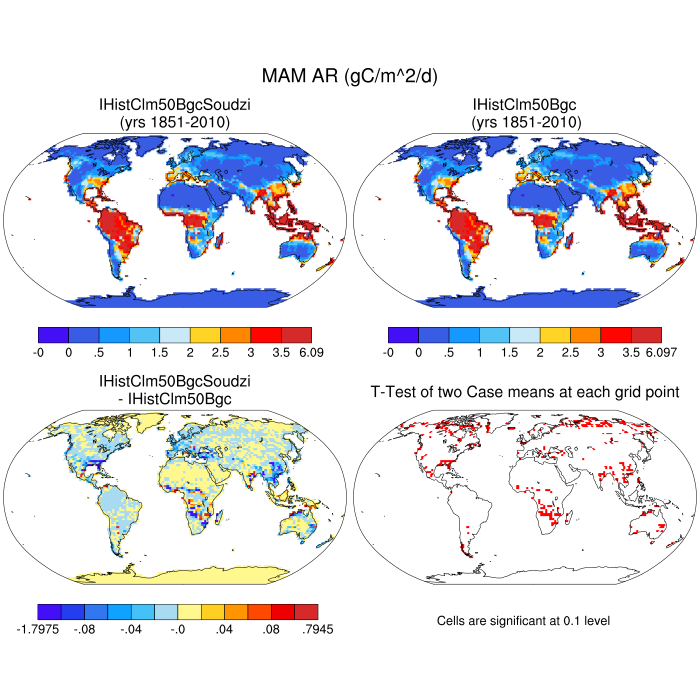 MAM AR (gC/m^2/d)
IHistClm50BgcSoudzi
(yrs 1851-2010)
IHistClm50Bgc
(yrs 1851-2010)
-0 0 .5 1 1.5 2 2.5 3 3.5 6.09
-0 0 .5 1 1.5 2 2.5 3 3.5 6.097
IHistClm50BgcSoudzi
- IHistClm50Bgc
T-Test of two Case means at each grid point
-1.7975 -.08 -.04 -.0 .04 .08 .7945
Cells are significant at 0.1 level